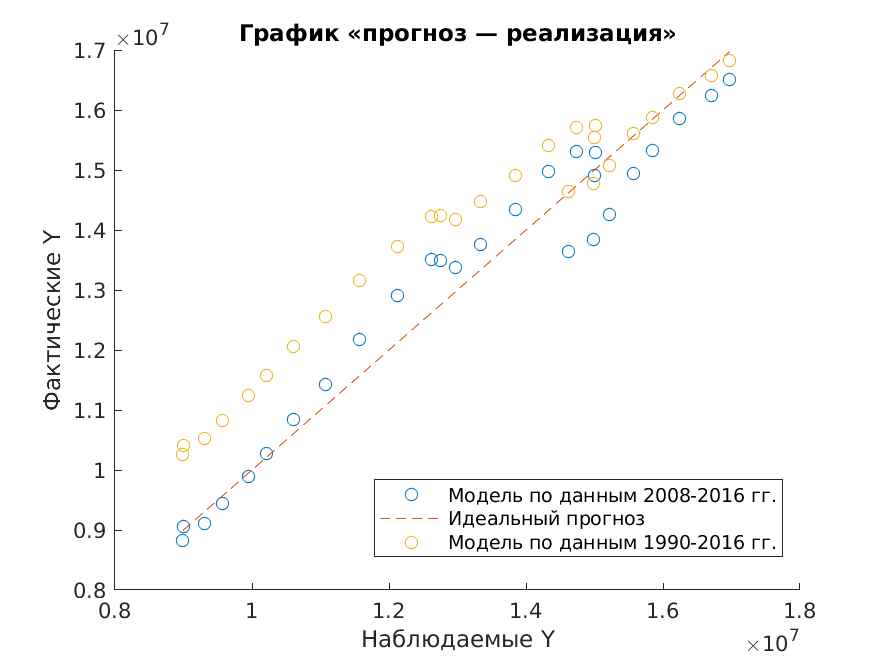 График «прогноз — реализация»
×10⁷
1.7
1.6
1.5
1.4
1.3
1.2
1.1
1
0.9
0.8
Фактические Y
Модель по данным 2008-2016 гг.
Идеальный прогноз
Модель по данным 1990-2016 гг.
0.8 1 1.2 1.4 1.6 1.8
Наблюдаемые Y
×10⁷